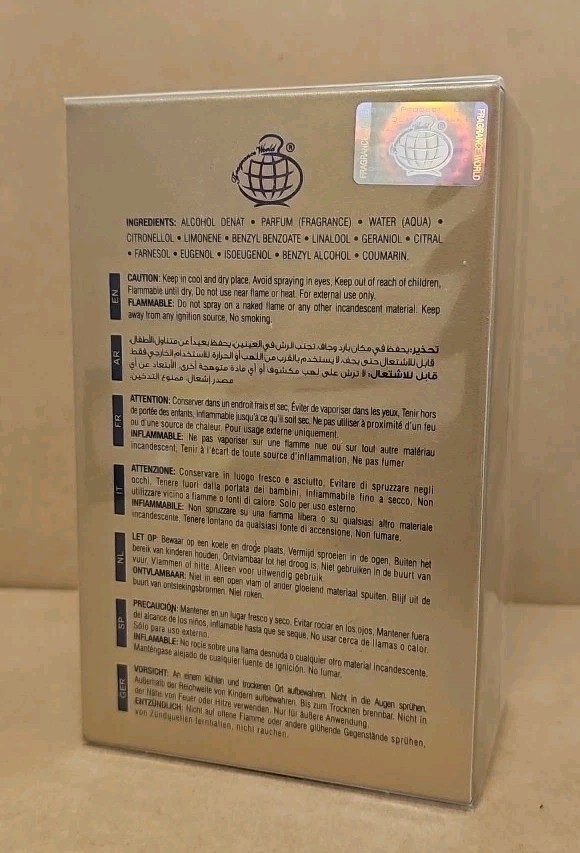 Fragrance World ®
FRAGRANCE WORLD
INGREDIENTS: ALCOHOL DENAT • PARFUM (FRAGRANCE) • WATER (AQUA) •
CITRONELLOL • LIMONENE • BENZYL BENZOATE • LINALOOL • GERANIOL • CITRAL
• FARNESOL • EUGENOL • ISOEUGENOL • BENZYL ALCOHOL • COUMARIN.
EN
CAUTION: Keep in cool and dry place. Avoid spraying in eyes, Keep out of reach of children,
Flammable until dry. Do not use near flame or heat. For external use only.
FLAMMABLE: Do not spray on a naked flame or any other incandescent material. Keep
away from any ignition source, No smoking.
AR
تحذير: يحفظ في مكان بارد وجاف، تجنب الرش في العينين، يحفظ بعيداً عن متناول الأطفال،
قابل للاشتعال حتى يجف. لا يستخدم بالقرب من اللهب أو الحرارة. للاستخدام الخارجي فقط
قابل للاشتعال: لا ترش على لهب مكشوف أو أي مادة متوهجة أخرى. الابتعاد عن أي
مصدر إشعال، ممنوع التدخين.
FR
ATTENTION: Conserver dans un endroit frais et sec, Éviter de vaporiser dans les yeux, Tenir hors
de portée des enfants, inflammable jusqu'à ce qu'il soit sec, Ne pas utiliser à proximité d'un feu
ou d'une source de chaleur. Pour usage externe uniquement.
INFLAMMABLE: Ne pas vaporiser sur une flamme nue ou sur tout autre matériau
incandescent, Tenir à l'écart de toute source d'inflammation, Ne pas fumer
IT
ATTENZIONE: Conservare in luogo fresco e asciutto, Evitare di spruzzare negli
occhi. Tenere fuori dalla portata dei bambini, Infiammabile fino a secco, Non
utilizzare vicino a fiamme o fonti di calore. Solo per uso esterno.
INFIAMMABILE: Non spruzzare su una fiamma libera o su qualsiasi altro materiale
incandescente, Tenere lontano da qualsiasi fonte di accensione, Non fumare.
NL
LET OP: Bewaar op een koele en droge plaats, Vermijd sproeien in de ogen, Buiten het
bereik van kinderen houden, Ontvlambaar tot het droog is, Niet gebruiken in de buurt van
vuur, Vlammen of hitte. Alleen voor uitwendig gebruik.
ONTVLAMBAAR: Niet in een open vlam of ander gloeiend materiaal spuiten. Blijf uit de
buurt van ontstekingsbronnen. Niet roken.
SP
PRECAUCIÓN: Mantener en un lugar fresco y seco, Evitar rociar en los ojos, Mantener fuera
del alcance de los niños, inflamable hasta que se seque, No usar cerca de llamas o calor.
Sólo para uso externo.
INFLAMABLE: No rocíe sobre una llama desnuda o cualquier otro material incandescente.
Manténgase alejado de cualquier fuente de ignición. No fumar.
GER
VORSICHT: An einem kühlen und trockenen Ort aufbewahren. Nicht in die Augen sprühen.
Außerhalb der Reichweite von Kindern aufbewahren. Bis zum Trocknen brennbar. Nicht in
der Nähe von Feuer oder Hitze verwenden. Nur für äußere Anwendung.
ENTZÜNDLICH: Nicht auf offene Flamme oder andere glühende Gegenstände sprühen,
von Zündquellen fernhalten, nicht rauchen.